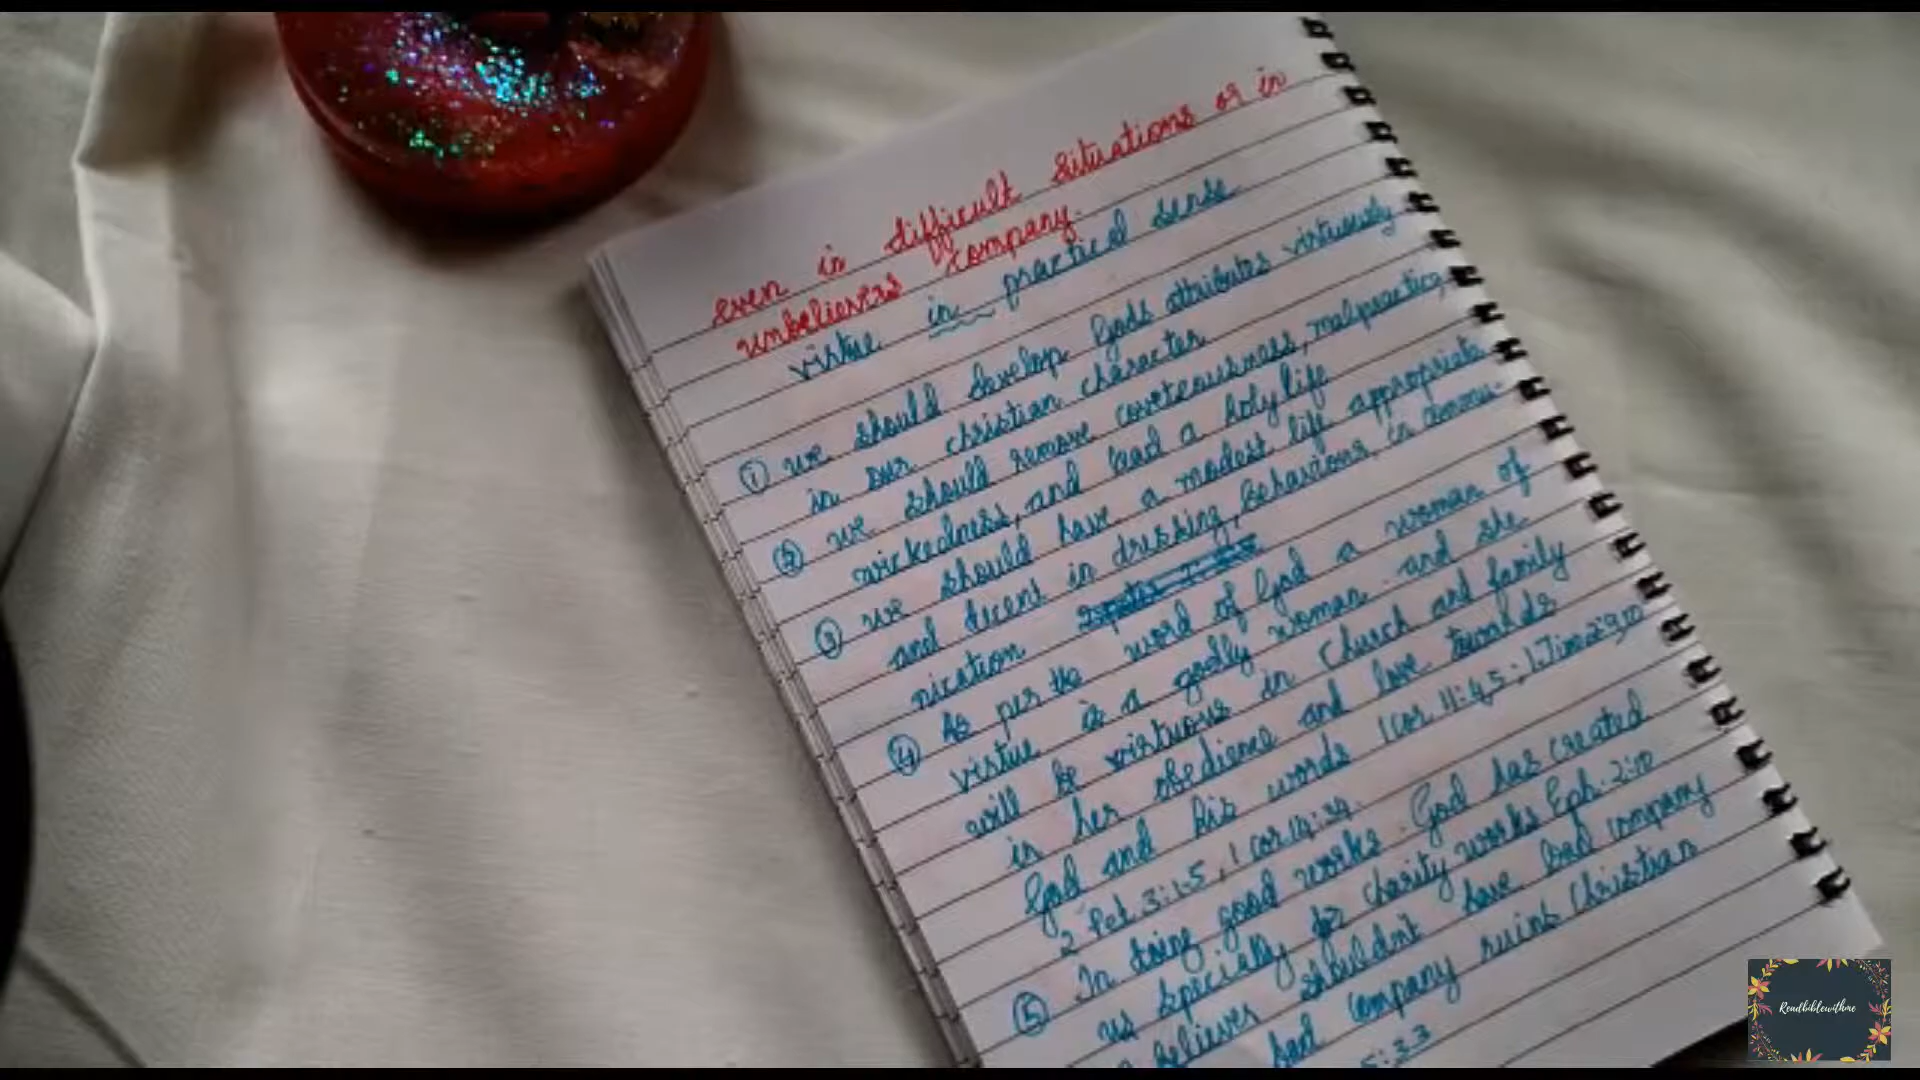 even in difficult situations or in
unbelievers company.
virtue in practical sense
① we should develop Gods attributes virtuously
in our christian character
② we should remove coveteousness, malpractice,
wickedness, and lead a holy life
③ we should have a modest life appropriate
and decent in dressing, behaviour, in commu-
nication
④ As per the word of God a woman of
virtue is a godly woman. and she
will be virtuous in church and family
in her obedience and love towards
God and his words 1 Cor 11:4,5; 1.Tim 2:9,10
2 Pet. 3:1-5, 1 Cor 14:34.
⑤ In doing good works. God has created
us specially for charity works Eph. 2:10
believers shouldnt have bad company
bad company ruins Christian
5:33
Readbiblewithme